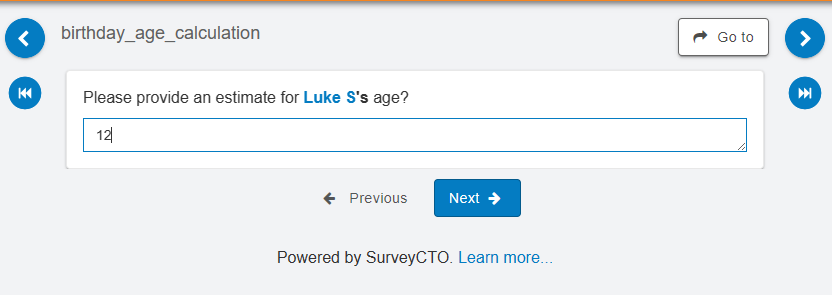 birthday_age_calculation
Go to
Please provide an estimate for Luke S's age?
12
Previous
Next
Powered by SurveyCTO. Learn more...